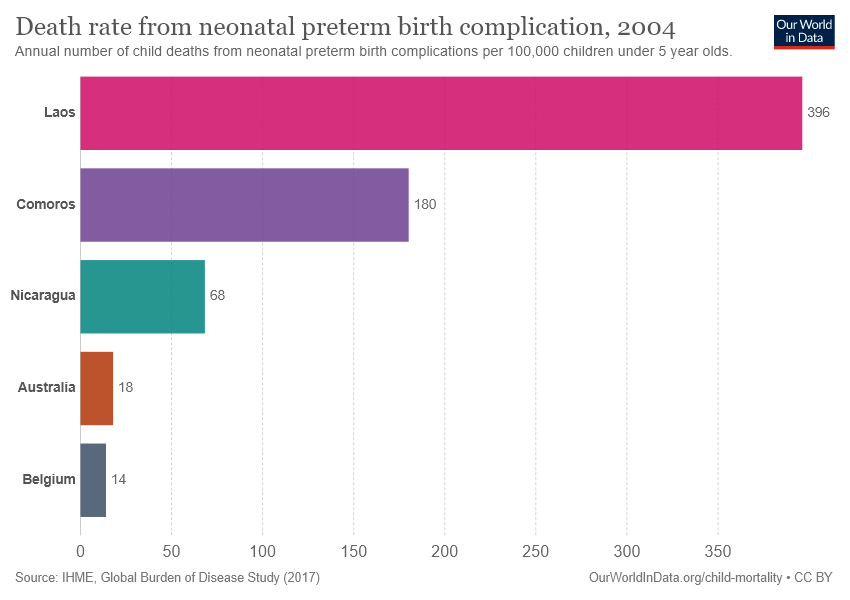 Death rate from neonatal preterm birth complication, 2004
Our World
in Data
Annual number of child deaths from neonatal preterm birth complications per 100,000 children under 5 year olds.
Laos 396
Comoros 180
Nicaragua 68
Australia 18
Belgium 14
0 50 100 150 200 250 300 350
Source: IHME, Global Burden of Disease Study (2017) OurWorldInData.org/child-mortality • CC BY